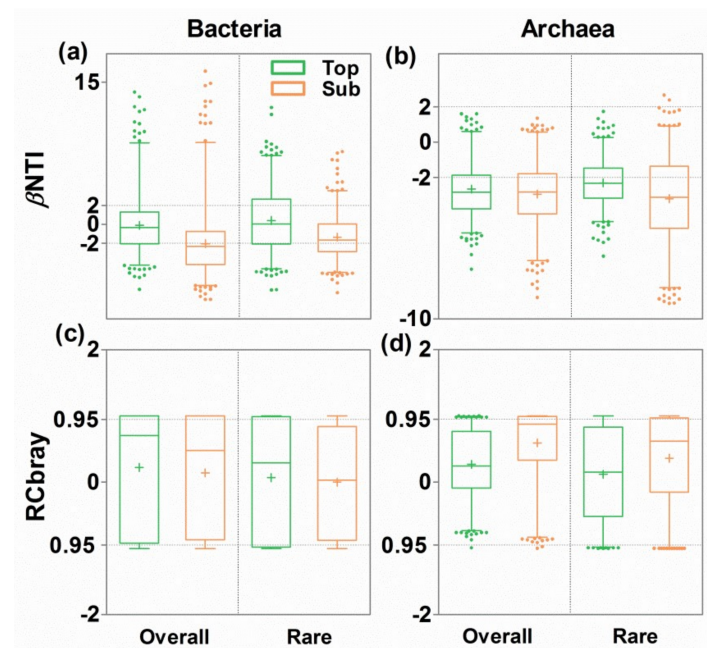 Bacteria Archaea
(a) (b)
Top
Sub
15
2
0
-2
βNTI
2
0
-2
-10
(c) (d)
2
0.95
0
0.95
-2
RCbray
2
0.95
0
0.95
-2
Overall Rare Overall Rare